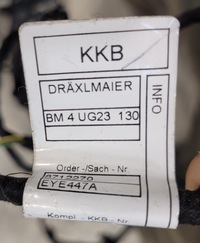 KKB
DRÄXLMAIER
INFO
BM 4 UG23 130
Order -/Sach - Nr
EYE447A
Kompl - KKB - Nr